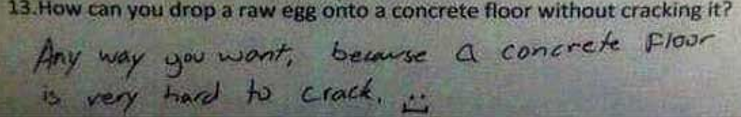 13.How can you drop a raw egg onto a concrete floor without cracking it?
Any way you want, because a concrete floor
is very hard to crack. :)